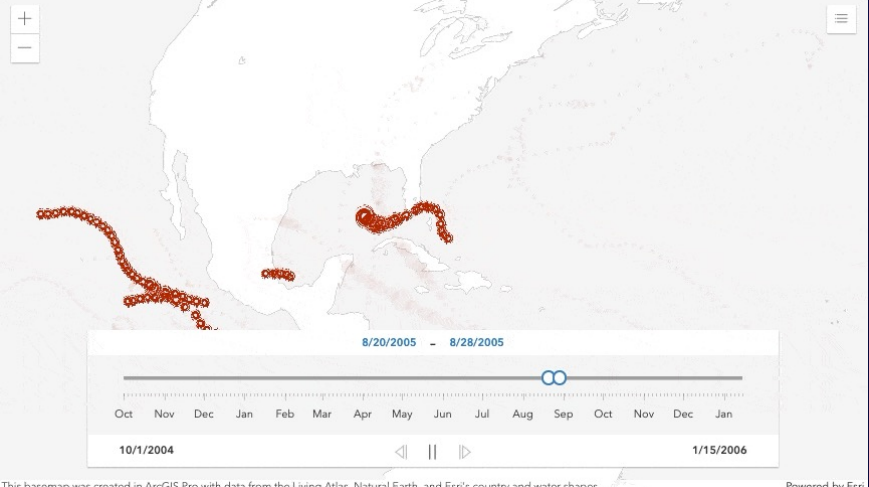 8/20/2005 – 8/28/2005
Oct Nov Dec Jan Feb Mar Apr May Jun Jul Aug Sep Oct Nov Dec Jan
10/1/2004 1/15/2006
This basemap was created in ArcGIS Pro with data from the Living Atlas, Natural Earth, and Esri's country and water shapes. Powered by Esri